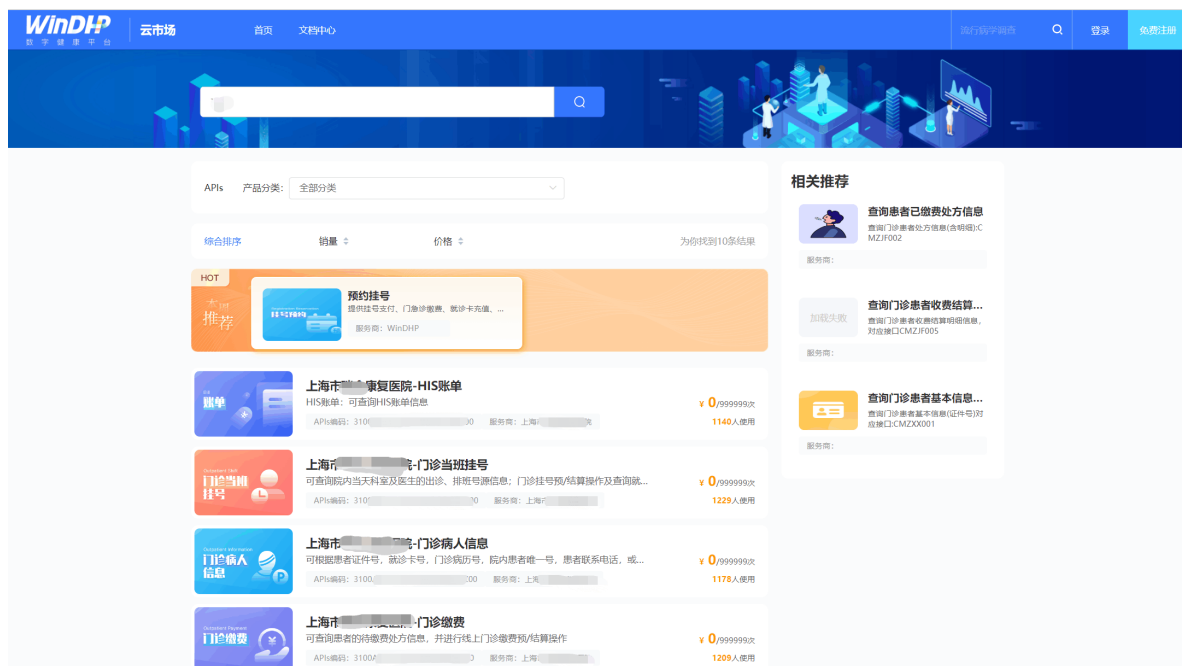 WinDHP
数字健康平台
云市场
首页
文档中心
流行病学调查
登录
免费注册
APIs
产品分类:
全部分类
综合排序
销量
价格
为你找到10条结果
HOT
推荐
预约挂号
提供挂号支付、门急诊缴费、就诊卡充值、...
服务商：WinDHP
账单
上海市 康复医院-HIS账单
HIS账单：可查询HIS账单信息
APIs编码：310 00
服务商：上海
¥ 0/999999次
1140人使用
门诊当班
挂号
上海市 院-门诊当班挂号
可查询院内当天科室及医生的出诊、排班号源信息；门诊挂号预/结算操作及查询就...
APIs编码：310 00
服务商：上海
¥ 0/999999次
1229人使用
Outpatient Information
门诊病人
信息
上海市 院-门诊病人信息
可根据患者证件号，就诊卡号，门诊病历号，院内患者唯一号，患者联系电话，或...
APIs编码：3100 00
服务商：上海
¥ 0/999999次
1178人使用
Outpatient Payment
门诊缴费
上海市 -门诊缴费
可查询患者的待缴费处方信息，并进行线上门诊缴费预/结算操作
APIs编码：3100 0
服务商：上海
¥ 0/999999次
1209人使用
相关推荐
查询患者已缴费处方信息
查询门诊患者处方信息(含明细):C
MZJF002
服务商：
加载失败
查询门诊患者收费结算...
查询门诊患者收费结算明细信息，
对应接口CMZJF005
服务商：
查询门诊患者基本信息...
查询门诊患者基本信息(证件号)对
应接口:CMZXX001
服务商：